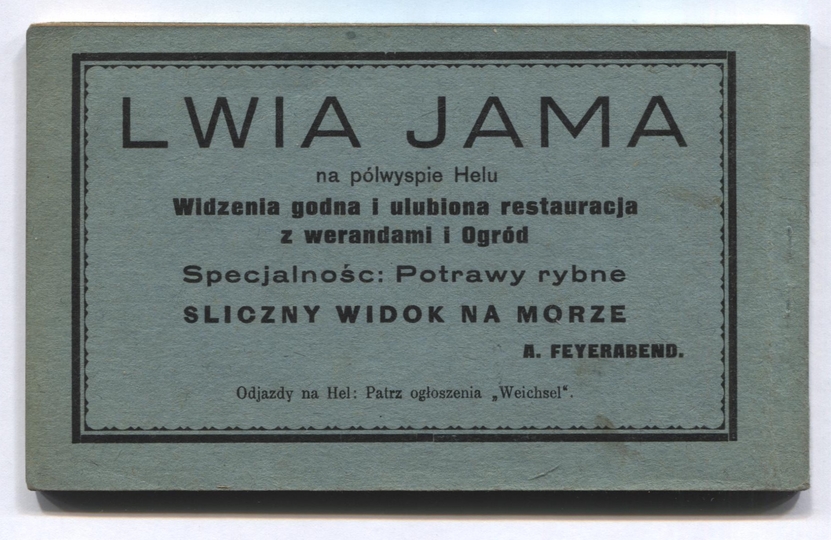 LWIA JAMA
na pólwyspie Helu
Widzenia godna i ulubiona restauracja
z werandami i Ogród
Specjalnośc: Potrawy rybne
SLICZNY WIDOK NA MORZE
A. FEYERABEND.
Odjazdy na Hel: Patrz ogłoszenia „Weichsel“.